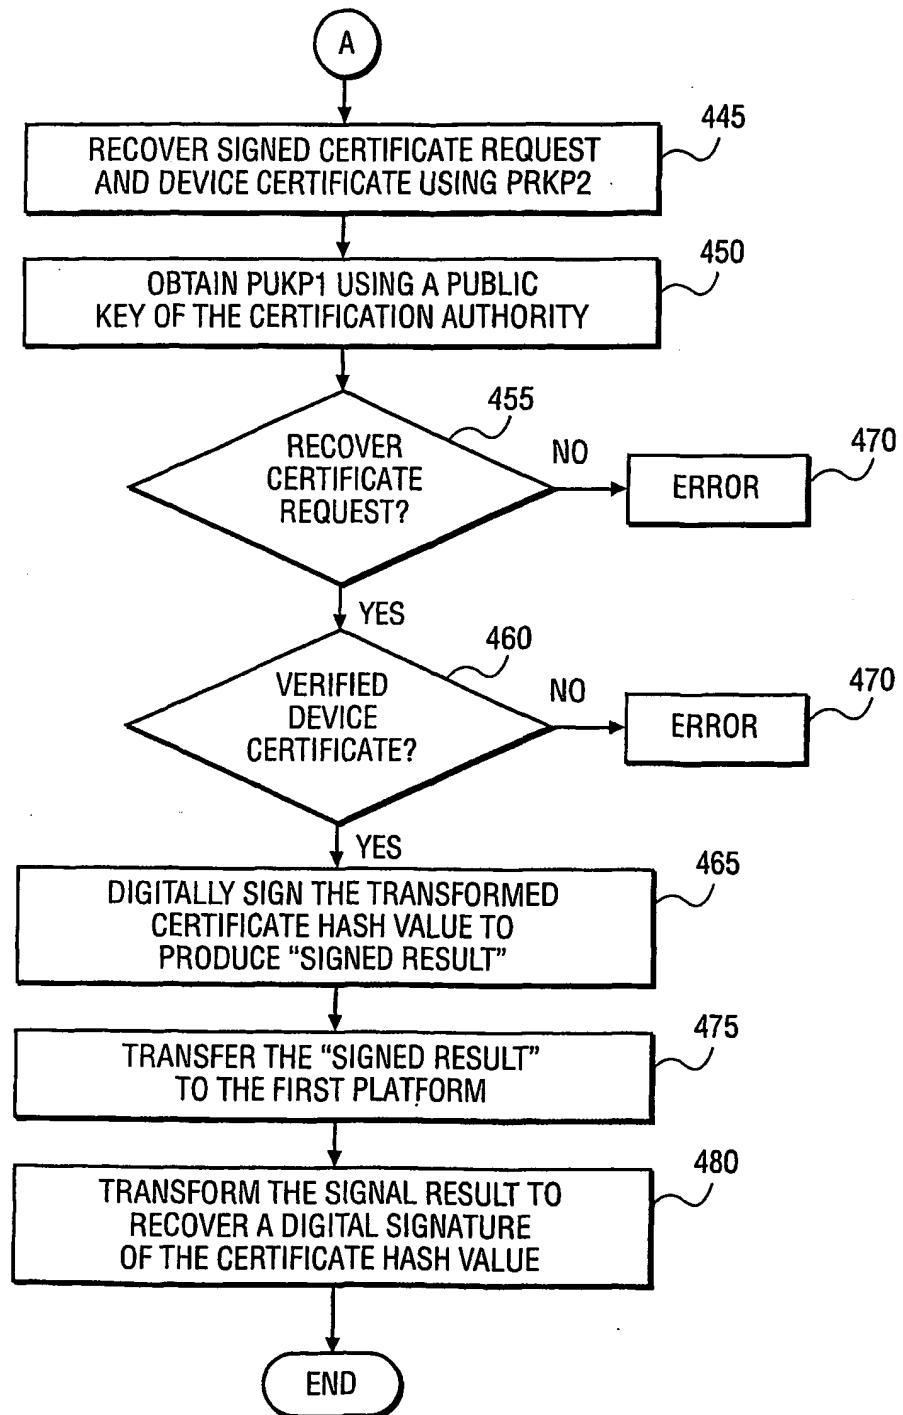 A
445
RECOVER SIGNED CERTIFICATE REQUEST
AND DEVICE CERTIFICATE USING PRKP2
450
OBTAIN PUKP1 USING A PUBLIC
KEY OF THE CERTIFICATION AUTHORITY
455
RECOVER
CERTIFICATE
REQUEST?
NO
470
ERROR
YES
460
VERIFIED
DEVICE
CERTIFICATE?
NO
470
ERROR
YES
465
DIGITALLY SIGN THE TRANSFORMED
CERTIFICATE HASH VALUE TO
PRODUCE “SIGNED RESULT”
475
TRANSFER THE “SIGNED RESULT”
TO THE FIRST PLATFORM
480
TRANSFORM THE SIGNAL RESULT TO
RECOVER A DIGITAL SIGNATURE
OF THE CERTIFICATE HASH VALUE
END